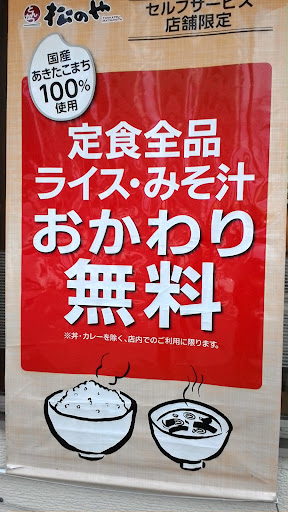 松のや
セルフサービス
店舗限定
国産
あきたこまち
100%
使用
定食全品
ライス・みそ汁
おかわり
無料
※丼・カレーを除く、店内でのご利用に限ります。